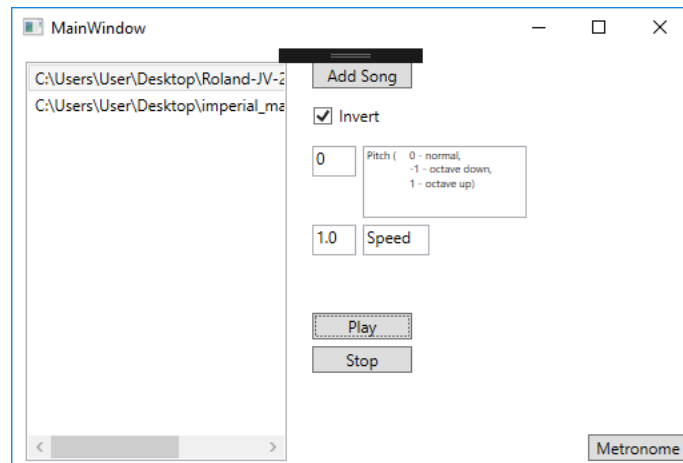 MainWindow
C:\Users\User\Desktop\Roland-JV-2
C:\Users\User\Desktop\imperial_ma
Add Song
Invert
0
Pitch ( 0 - normal,
-1 - octave down,
1 - octave up)
1.0 Speed
Play
Stop
Metronome